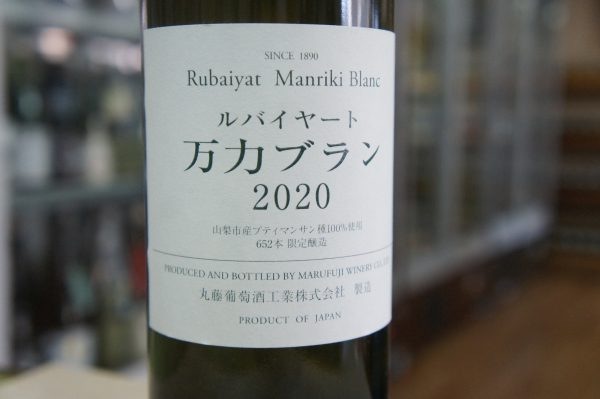 SINCE 1890
Rubaiyat Manriki Blanc
ルバイヤート
万力ブラン
2020
山梨市産プティマンサン種100%使用
652本 限定醸造
PRODUCED AND BOTTLED BY MARUFUJI WINERY CO.,
丸藤葡萄酒工業株式会社 製造
PRODUCT OF JAPAN